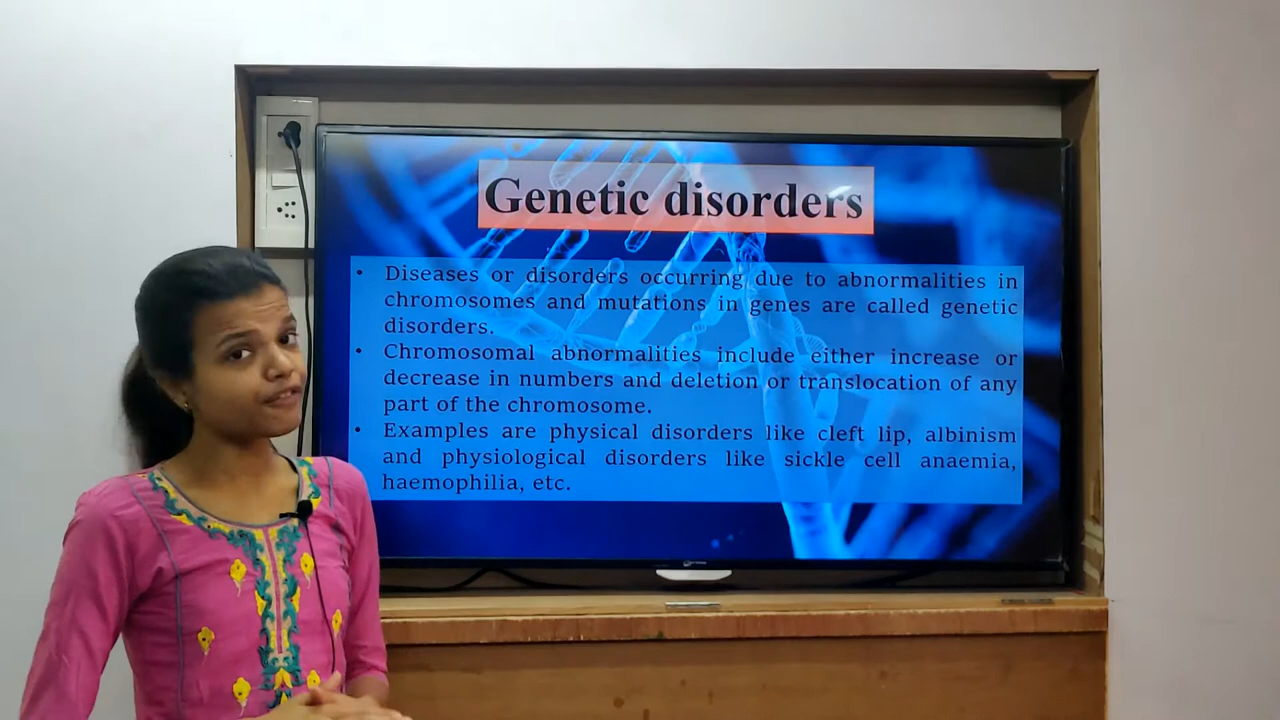 Genetic disorders
• Diseases or disorders occurring due to abnormalities in
chromosomes and mutations in genes are called genetic
disorders.
• Chromosomal abnormalities include either increase or
decrease in numbers and deletion or translocation of any
part of the chromosome.
• Examples are physical disorders like cleft lip, albinism
and physiological disorders like sickle cell anaemia,
haemophilia, etc.